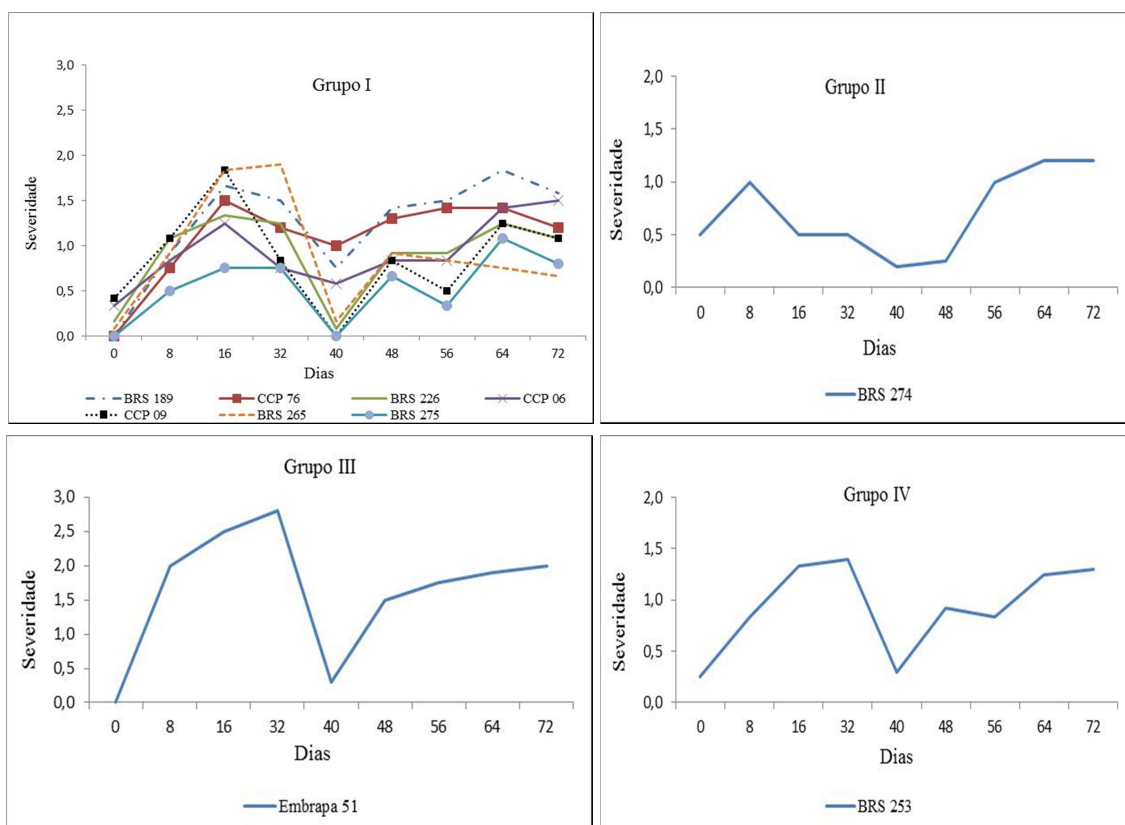 Grupo I
Severidade
3,0
2,5
2,0
1,5
1,0
0,5
0,0
0 8 16 32 40 48 56 64 72
Dias
BRS 189 CCP 76 BRS 226 CCP 06
CCP 09 BRS 265 BRS 275
Grupo II
Severidade
2,0
1,5
1,0
0,5
0,0
0 8 16 32 40 48 56 64 72
Dias
BRS 274
Grupo III
Severidade
3,0
2,5
2,0
1,5
1,0
0,5
0,0
0 8 16 32 40 48 56 64 72
Dias
Embrapa 51
Grupo IV
Severidade
2,0
1,5
1,0
0,5
0,0
0 8 16 32 40 48 56 64 72
Dias
BRS 253